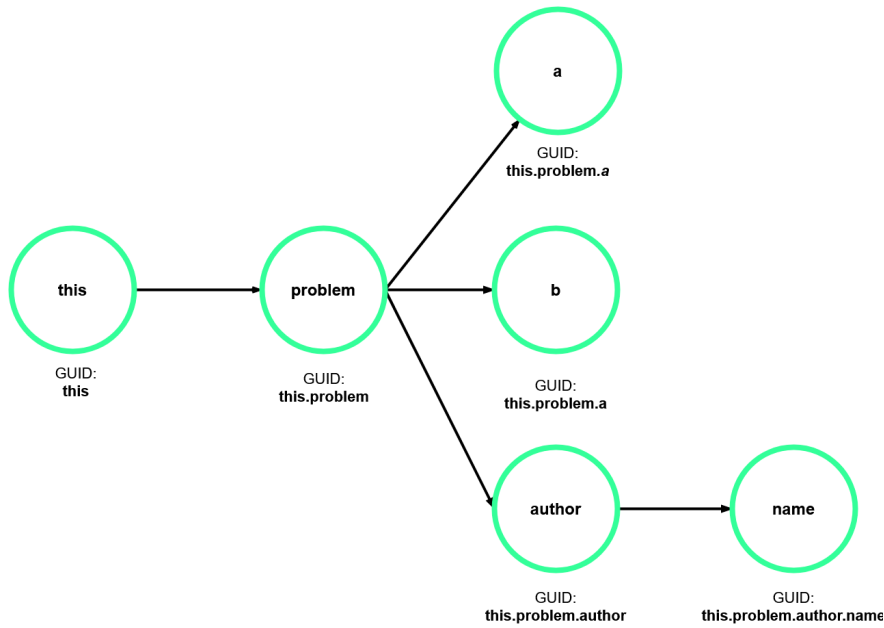 a
GUID:
this.problem.a
this
GUID:
this
problem
GUID:
this.problem
b
GUID:
this.problem.a
author
GUID:
this.problem.author
name
GUID:
this.problem.author.name